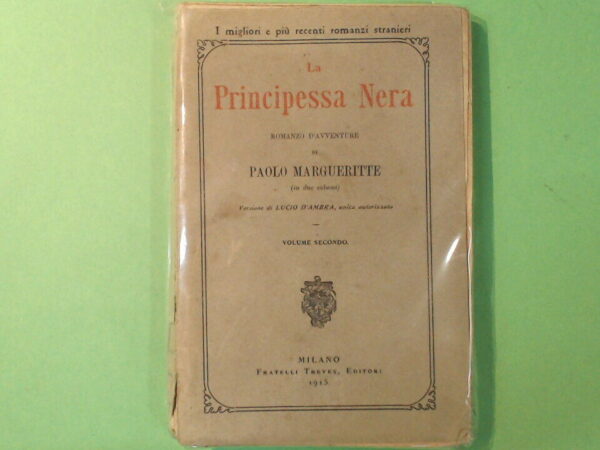 I migliori e più recenti romanzi stranieri
La
Principessa Nera
ROMANZO D'AVVENTURE
DI
PAOLO MARGUERITTE
(in due volumi)
Versione di LUCIO D'AMBRA, unica autorizzata
VOLUME SECONDO.
MILANO
FRATELLI TREVES, EDITORI
1915